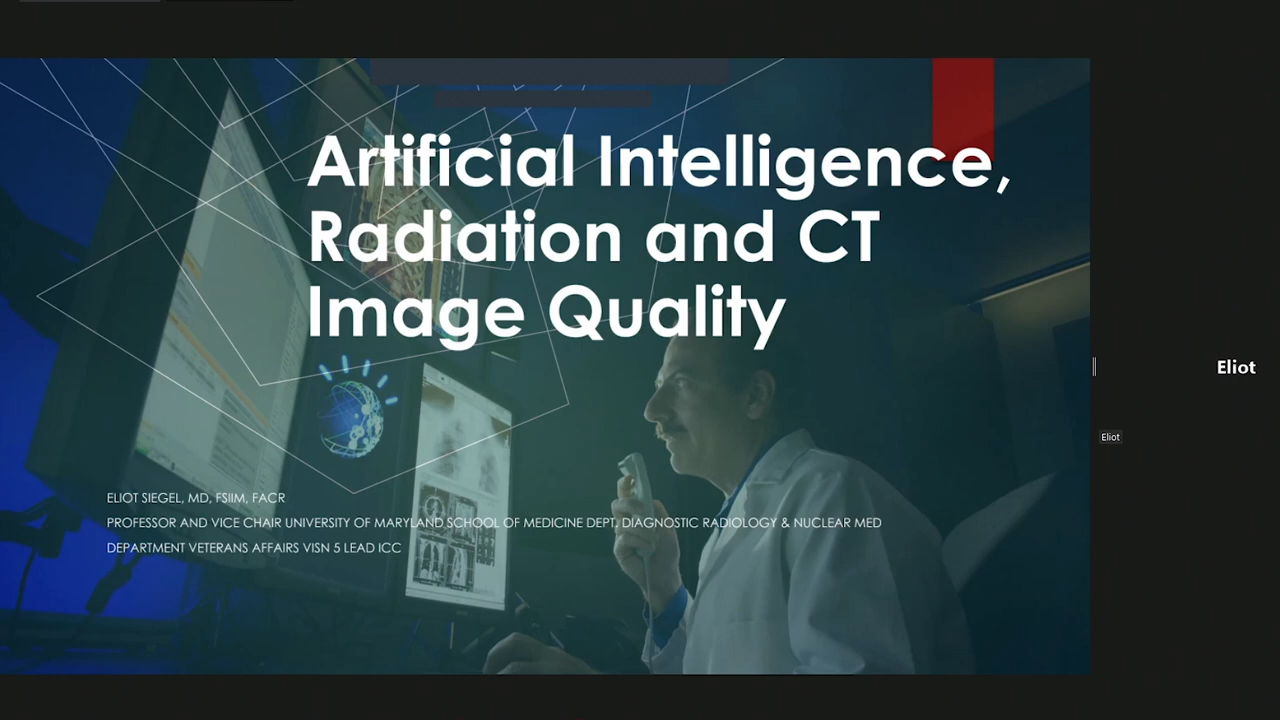 Artificial Intelligence,
Radiation and CT
Image Quality
ELIOT SIEGEL, MD, FSIIM, FACR
PROFESSOR AND VICE CHAIR UNIVERSITY OF MARYLAND SCHOOL OF MEDICINE DEPT. DIAGNOSTIC RADIOLOGY & NUCLEAR MED
DEPARTMENT VETERANS AFFAIRS VISN 5 LEAD ICC
Eliot
Eliot